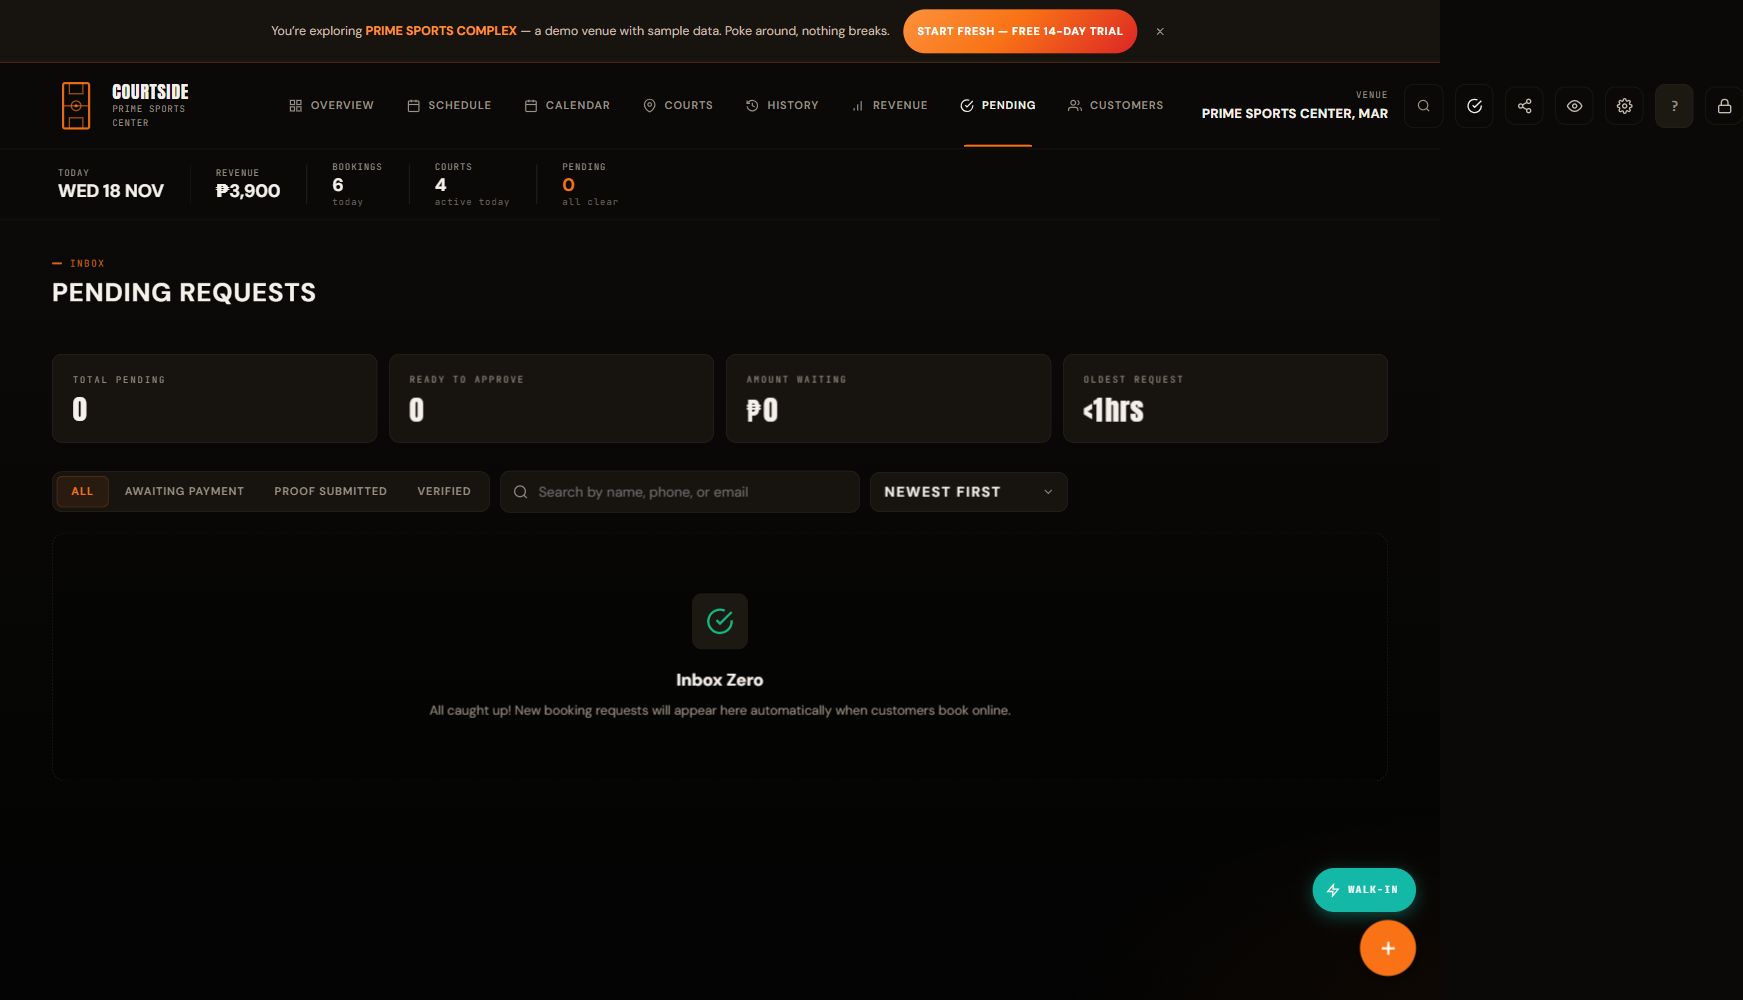 You're exploring PRIME SPORTS COMPLEX — a demo venue with sample data. Poke around, nothing breaks.
START FRESH — FREE 14-DAY TRIAL
×
COURTSIDE
PRIME SPORTS
CENTER
OVERVIEW
SCHEDULE
CALENDAR
COURTS
HISTORY
REVENUE
PENDING
CUSTOMERS
VENUE
PRIME SPORTS CENTER, MAR
?
TODAY
WED 18 NOV
REVENUE
₱3,900
BOOKINGS
6
today
COURTS
4
active today
PENDING
0
all clear
INBOX
PENDING REQUESTS
TOTAL PENDING
0
READY TO APPROVE
0
AMOUNT WAITING
₱0
OLDEST REQUEST
<1hrs
ALL
AWAITING PAYMENT
PROOF SUBMITTED
VERIFIED
Search by name, phone, or email
NEWEST FIRST
Inbox Zero
All caught up! New booking requests will appear here automatically when customers book online.
WALK-IN
+